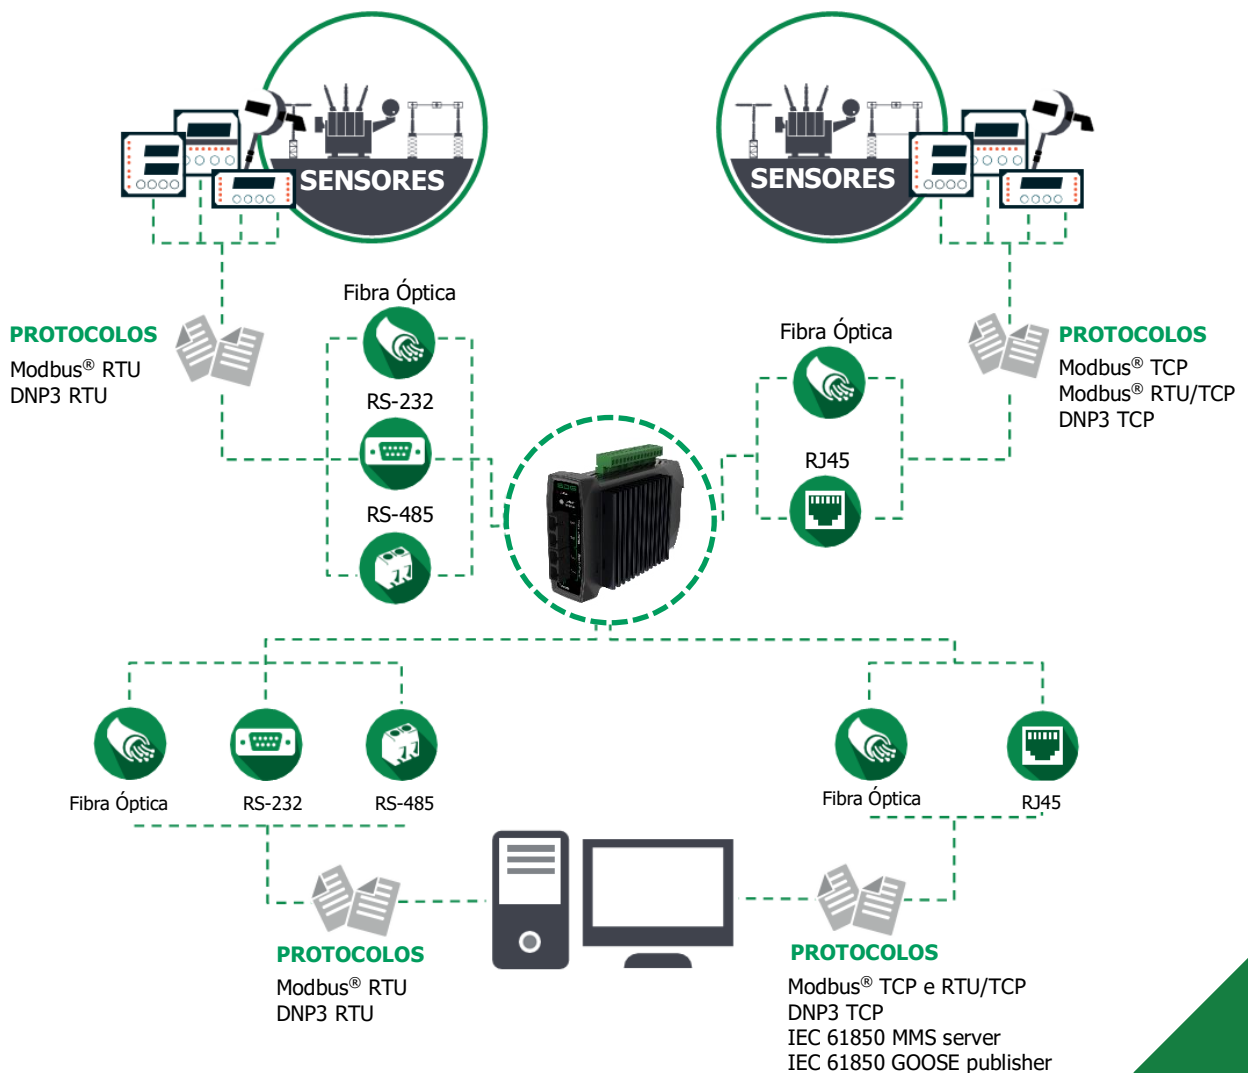 SENSORES
SENSORES
Fibra Óptica
PROTOCOLOS
Modbus® RTU
DNP3 RTU
RS-232
RS-485
Fibra Óptica
RJ45
PROTOCOLOS
Modbus® TCP
Modbus® RTU/TCP
DNP3 TCP
Fibra Óptica
RS-232
RS-485
Fibra Óptica
RJ45
PROTOCOLOS
Modbus® RTU
DNP3 RTU
PROTOCOLOS
Modbus® TCP e RTU/TCP
DNP3 TCP
IEC 61850 MMS server
IEC 61850 GOOSE publisher